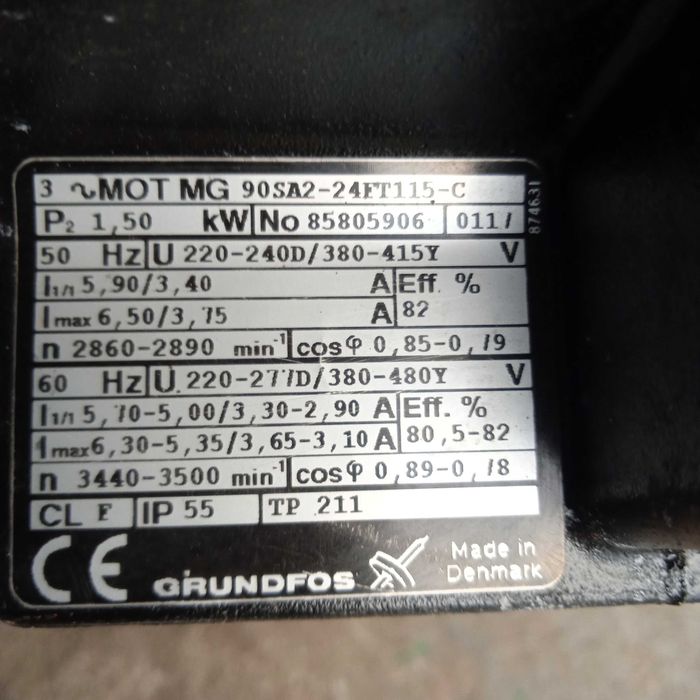 3 ∿MOT MG 90SA2-24FT115-C
P2 1,50 kW No 85805906 011/
50 Hz U 220-240D/380-415Y V
I1/1 5,90/3,40 A Eff. %
Imax 6,50/3,75 A 82
n 2860-2890 min-1 cosφ 0,85-0,/9
60 Hz U 220-277D/380-480Y V
I1/1 5,70-5,00/3,30-2,90 A Eff. %
Imax 6,30-5,35/3,65-3,10 A 80,5-82
n 3440-3500 min-1 cosφ 0,89-0,/8
CL F IP 55 TP 211
CE GRUNDFOS Made in
Denmark
874631